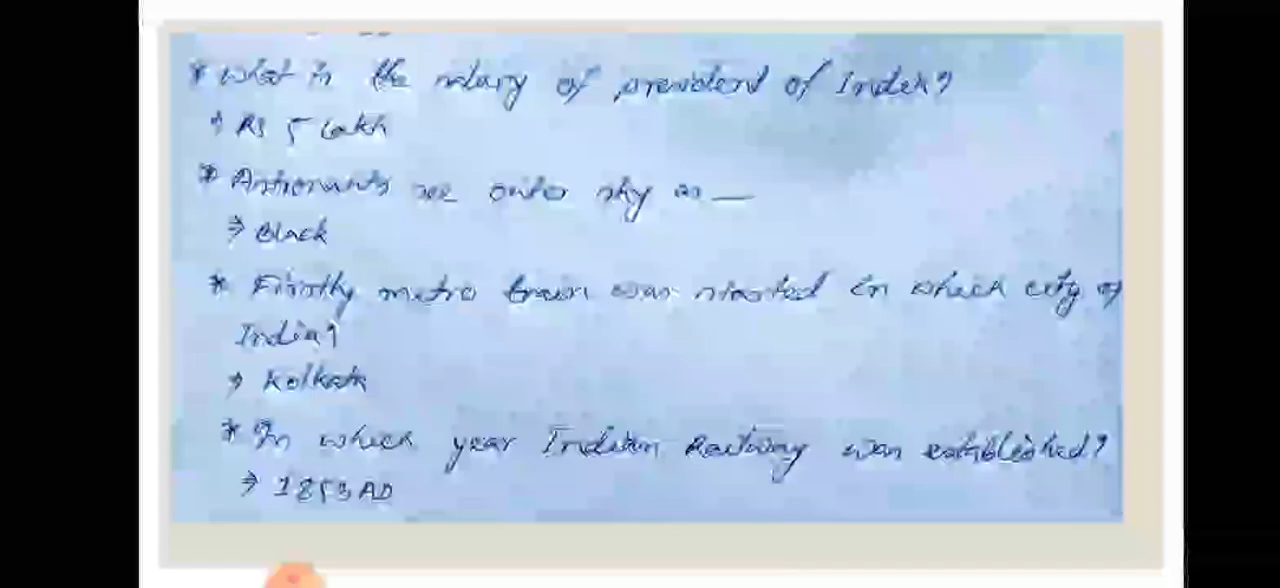 * What is the salary of president of India?
⇒ RS 5 Lakh
* Astronauts see outer sky as —
⇒ Black
* Firstly metro train was started in which city of
India?
⇒ Kolkata
* In which year Indian Railway was established?
⇒ 1853 AD